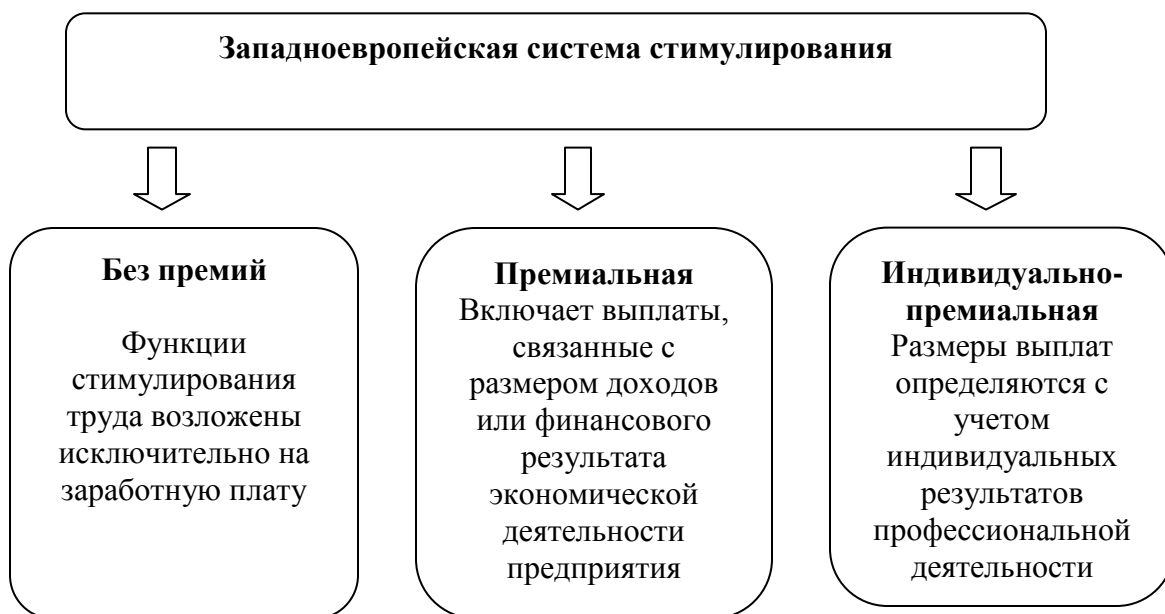 Западноевропейская система стимулирования
Без премий
Функции
стимулирования
труда возложены
исключительно на
заработную плату
Премиальная
Включает выплаты,
связанные с
размером доходов
или финансового
результата
экономической
деятельности
предприятия
Индивидуально-
премиальная
Размеры выплат
определяются с
учетом
индивидуальных
результатов
профессиональной
деятельности